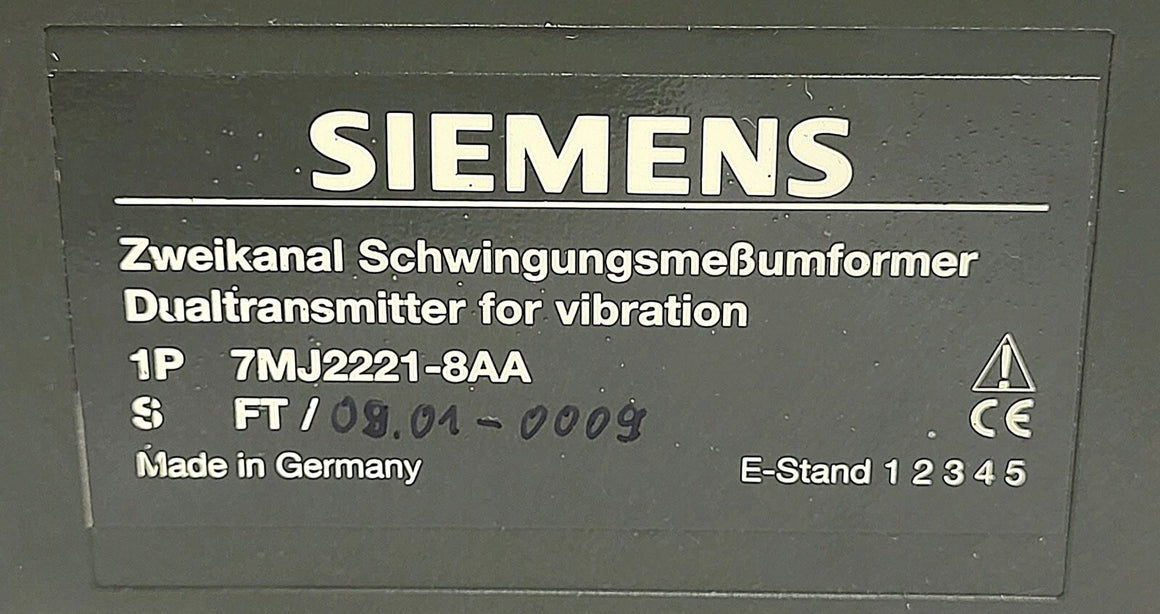 SIEMENS
Zweikanal Schwingungsmeßumformer
Dualtransmitter for vibration
1P 7MJ2221-8AA
S FT / 09.01-0009
CE
Made in Germany
E-Stand 1 2 3 4 5